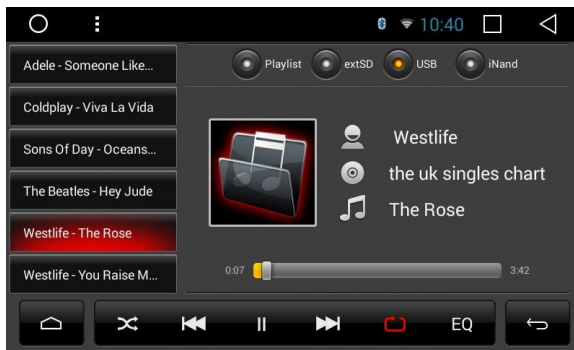 10:40
Adele - Someone Like...
Coldplay - Viva La Vida
Sons Of Day - Oceans...
The Beatles - Hey Jude
Westlife - The Rose
Westlife - You Raise M...
Playlist extSD USB iNand
Westlife
the uk singles chart
The Rose
0:07 3:42
EQ